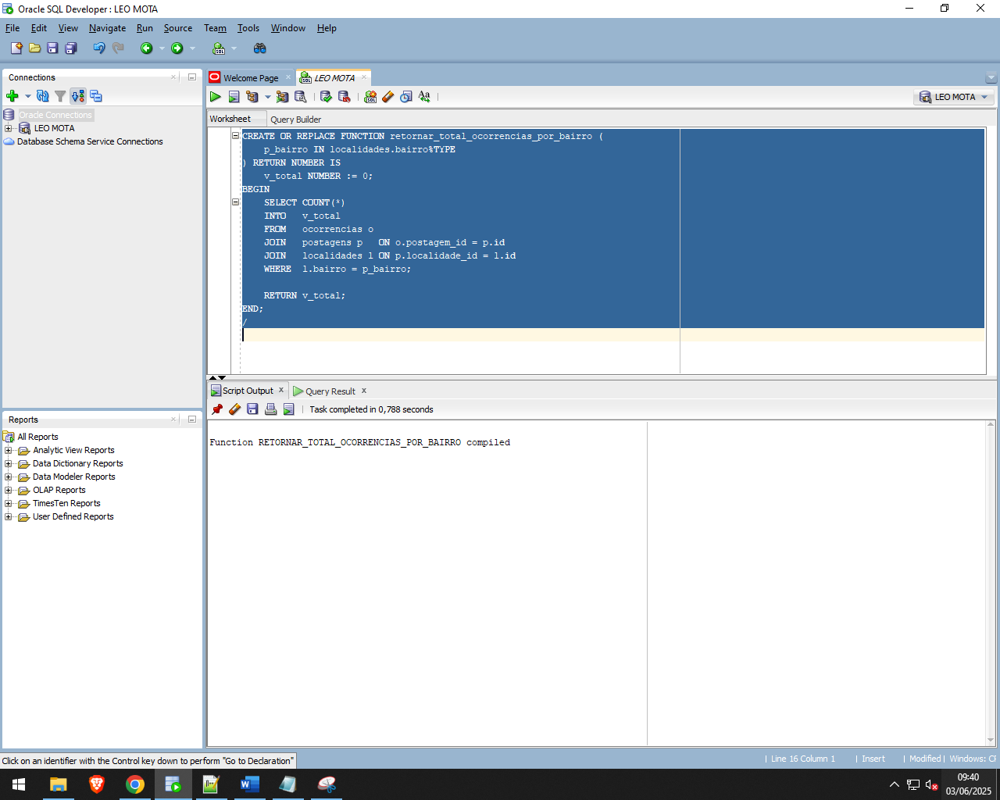 Oracle SQL Developer : LEO MOTA
File Edit View Navigate Run Source Team Tools Window Help
Connections
Oracle Connections
LEO MOTA
Database Schema Service Connections
Reports
All Reports
Analytic View Reports
Data Dictionary Reports
Data Modeler Reports
OLAP Reports
TimesTen Reports
User Defined Reports
Welcome Page
LEO MOTA
LEO MOTA
Worksheet Query Builder
CREATE OR REPLACE FUNCTION retornar_total_ocorrencias_por_bairro (
p_bairro IN localidades.bairro%TYPE
) RETURN NUMBER IS
v_total NUMBER := 0;
BEGIN
SELECT COUNT(*)
INTO v_total
FROM ocorrencias o
JOIN postagens p ON o.postagem_id = p.id
JOIN localidades l ON p.localidade_id = l.id
WHERE l.bairro = p_bairro;
RETURN v_total;
END;
/
Script Output x Query Result x
Task completed in 0,788 seconds
Function RETORNAR_TOTAL_OCORRENCIAS_POR_BAIRRO compiled
Click on an identifier with the Control key down to perform "Go to Declaration"
| Line 16 Column 1 | Insert | Modified | Windows: CF
09:40
03/06/2025